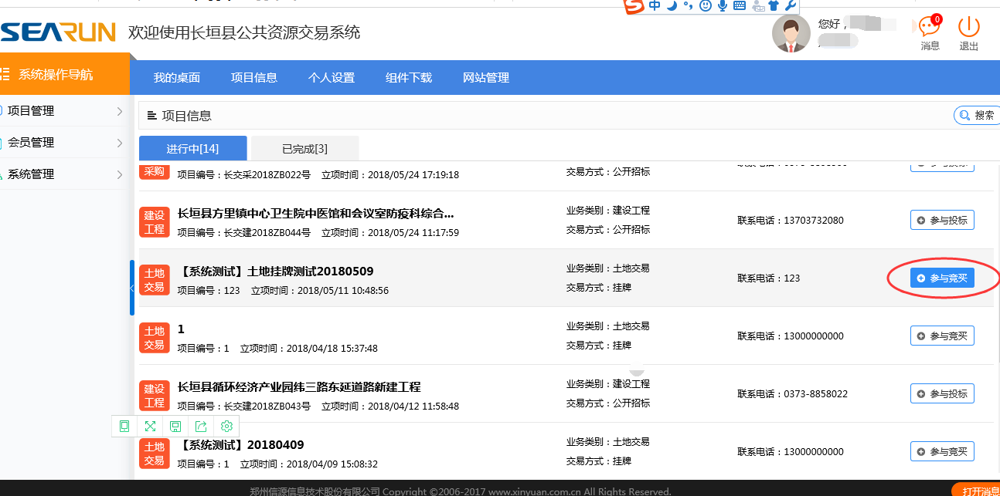 中
SEARUN 欢迎使用长垣县公共资源交易系统
您好，
0
消息 退出
系统操作导航
我的桌面 项目信息 个人设置 组件下载 网站管理
项目管理
会员管理
系统管理
项目信息
搜索
进行中[14] 已完成[3]
采购
项目编号：长交采2018ZB022号 立项时间：2018/05/24 17:19:18
交易方式：公开招标
建设工程
长垣县方里镇中心卫生院中医馆和会议室防疫科综合...
项目编号：长交建2018ZB044号 立项时间：2018/05/24 11:17:59
业务类别：建设工程
交易方式：公开招标
联系电话：13703732080
参与投标
土地交易
【系统测试】土地挂牌测试20180509
项目编号：123 立项时间：2018/05/11 10:48:56
业务类别：土地交易
交易方式：挂牌
联系电话：123
参与竞买
土地交易
1
项目编号：1 立项时间：2018/04/18 15:37:48
业务类别：土地交易
交易方式：挂牌
联系电话：13000000000
参与竞买
建设工程
长垣县循环经济产业园纬三路东延道路新建工程
项目编号：长交建2018ZB043号 立项时间：2018/04/12 11:58:48
业务类别：建设工程
交易方式：公开招标
联系电话：0373-8858022
参与投标
土地交易
【系统测试】20180409
项目编号：1 立项时间：2018/04/09 15:08:32
业务类别：土地交易
交易方式：挂牌
联系电话：13000000000
参与竞买
郑州信源信息技术股份有限公司 Copyright ©2006-2017 www.xinyuan.com.cn All Rights Reserved.
打开消息